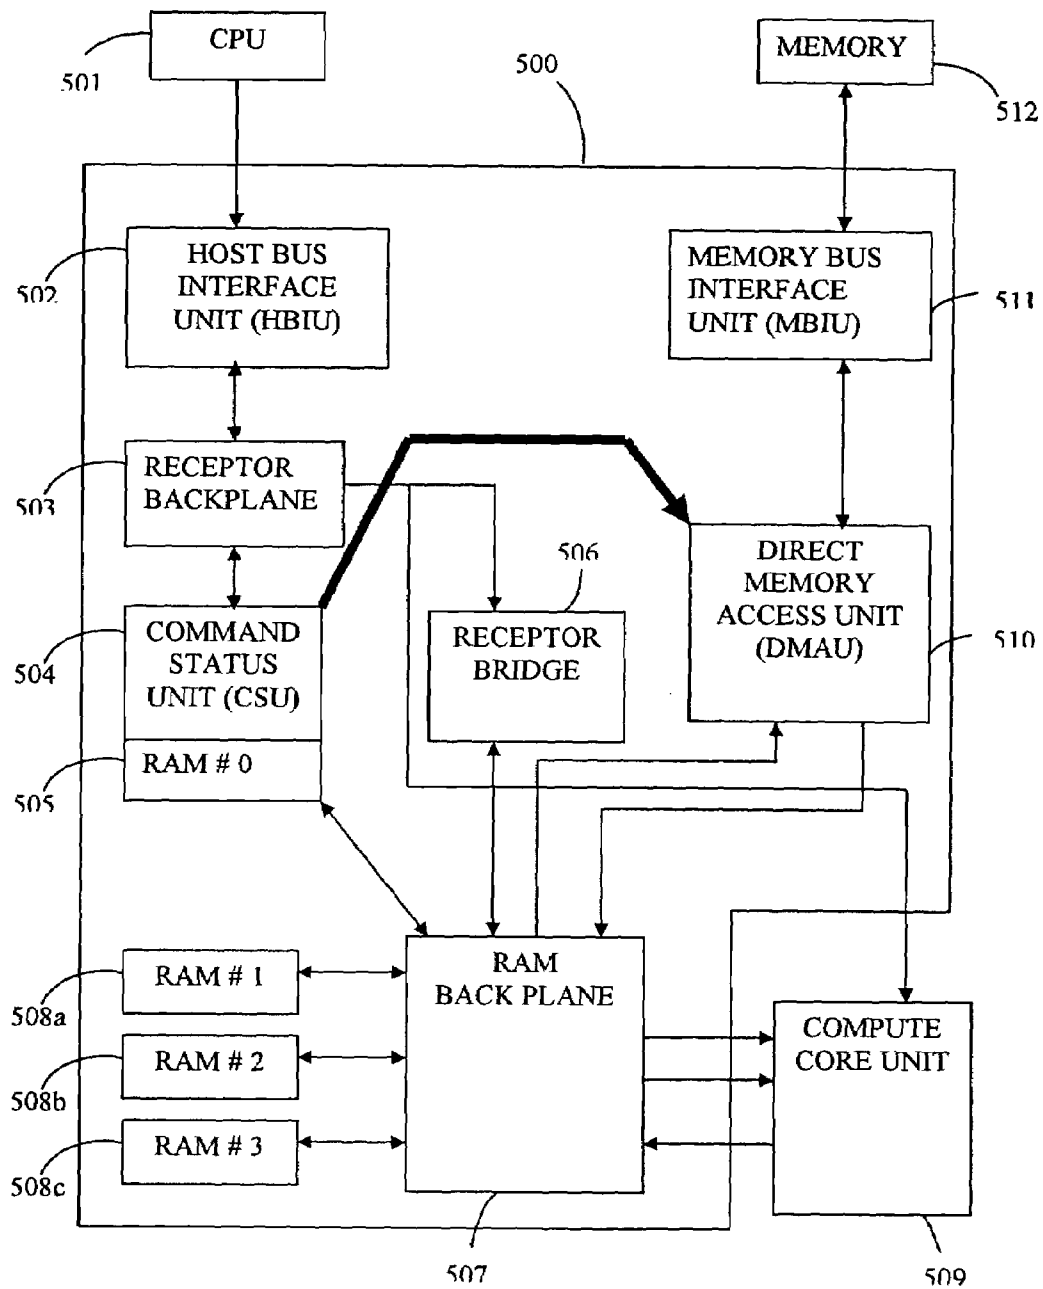 CPU
501
500
MEMORY
512
HOST BUS
INTERFACE
UNIT (HBIU)
502
MEMORY BUS
INTERFACE
UNIT (MBIU)
511
RECEPTOR
BACKPLANE
503
506
DIRECT
MEMORY
ACCESS UNIT
(DMAU)
510
COMMAND
STATUS
UNIT (CSU)
504
RECEPTOR
BRIDGE
RAM # 0
505
RAM # 1
508a
RAM
BACK PLANE
RAM # 2
508b
COMPUTE
CORE UNIT
RAM # 3
508c
507
509